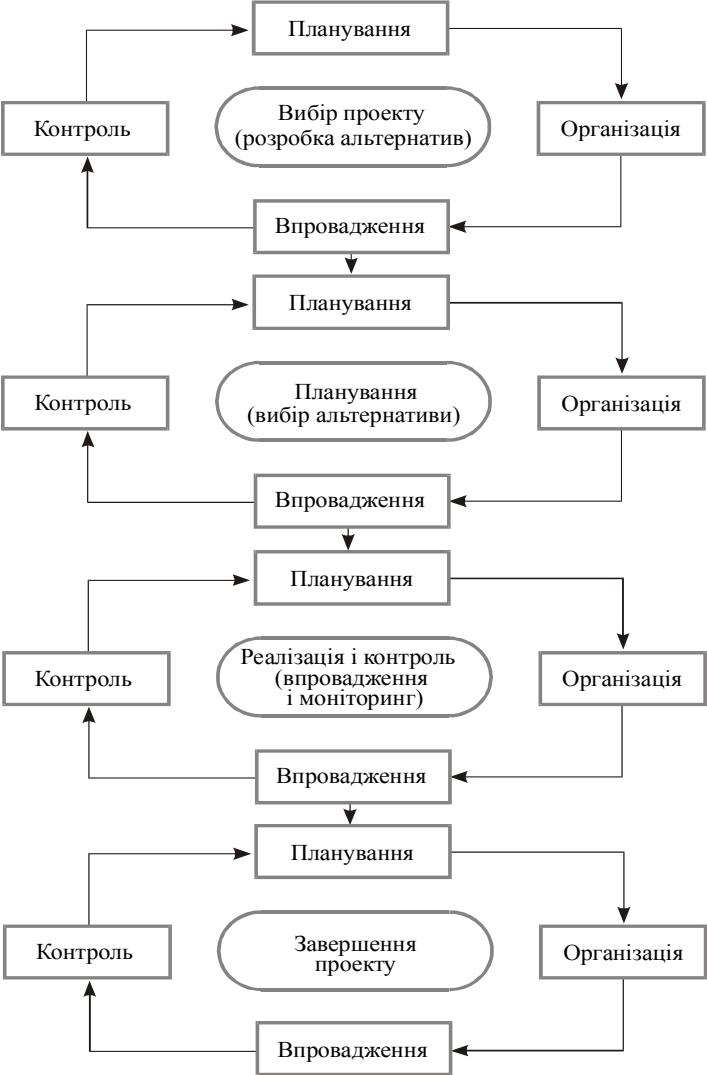 Планування
Контроль
Вибір проекту
(розробка альтернатив)
Організація
Впровадження
Планування
Контроль
Планування
(вибір альтернативи)
Організація
Впровадження
Планування
Контроль
Реалізація і контроль
(впровадження
і моніторинг)
Організація
Впровадження
Планування
Контроль
Завершення
проекту
Організація
Впровадження